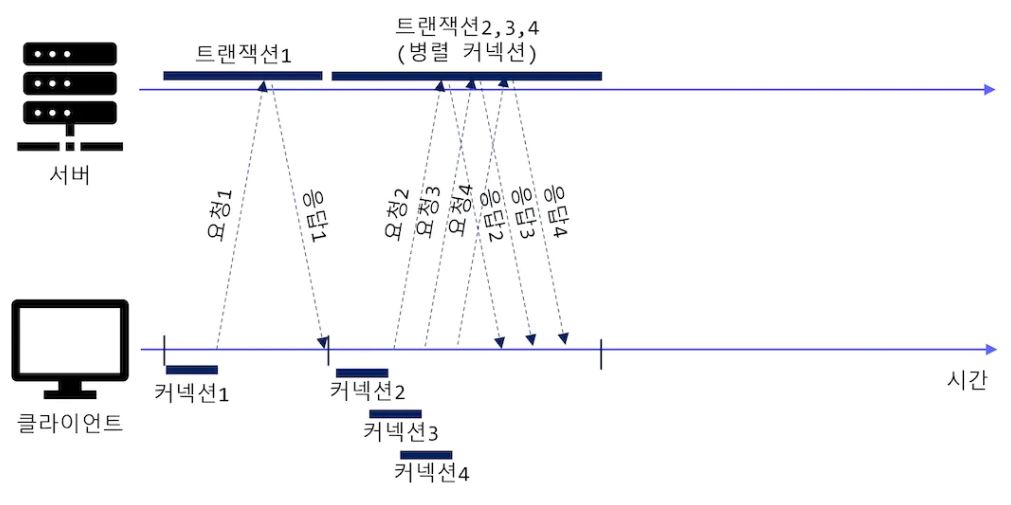 트랜잭션1
트랜잭션2,3,4
(병렬 커넥션)
서버
요청1
응답1
요청2
요청3
요청4
응답2
응답3
응답4
시간
클라이언트
커넥션1
커넥션2
커넥션3
커넥션4